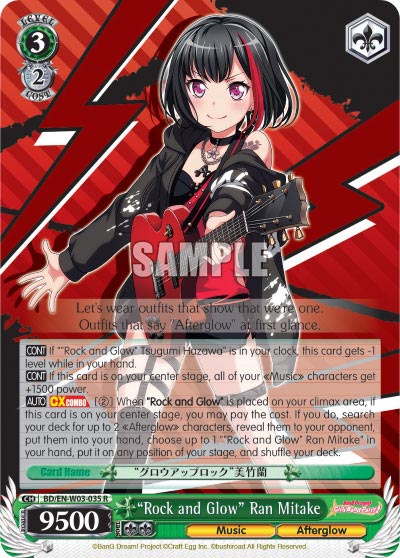 LEVEL
3
2
COST
SAMPLE
Let's wear outfits that show that we're one.
Outfits that say "Afterglow" at first glance.
CONT If ""Rock and Glow" Tsugumi Hazawa" is in your clock, this card gets -1
level while in your hand.
CONT If this card is on your center stage, all of your «Music» characters get
+1500 power.
AUTO CX COMBO [②] When "Rock and Glow" is placed on your climax area, if
this card is on your center stage, you may pay the cost. If you do, search
your deck for up to 2 «Afterglow» characters, reveal them to your opponent,
put them into your hand, choose up to 1 ""Rock and Glow" Ran Mitake" in
your hand, put it on any position of your stage, and shuffle your deck.
Card Name
"グロウアップロック"美竹蘭
CH BD/EN-W03-035 R
POWER
9500
"Rock and Glow" Ran Mitake
Music
Afterglow
©BanG Dream! Project ©Craft Egg Inc. ©bushiroad All Rights Reserved.